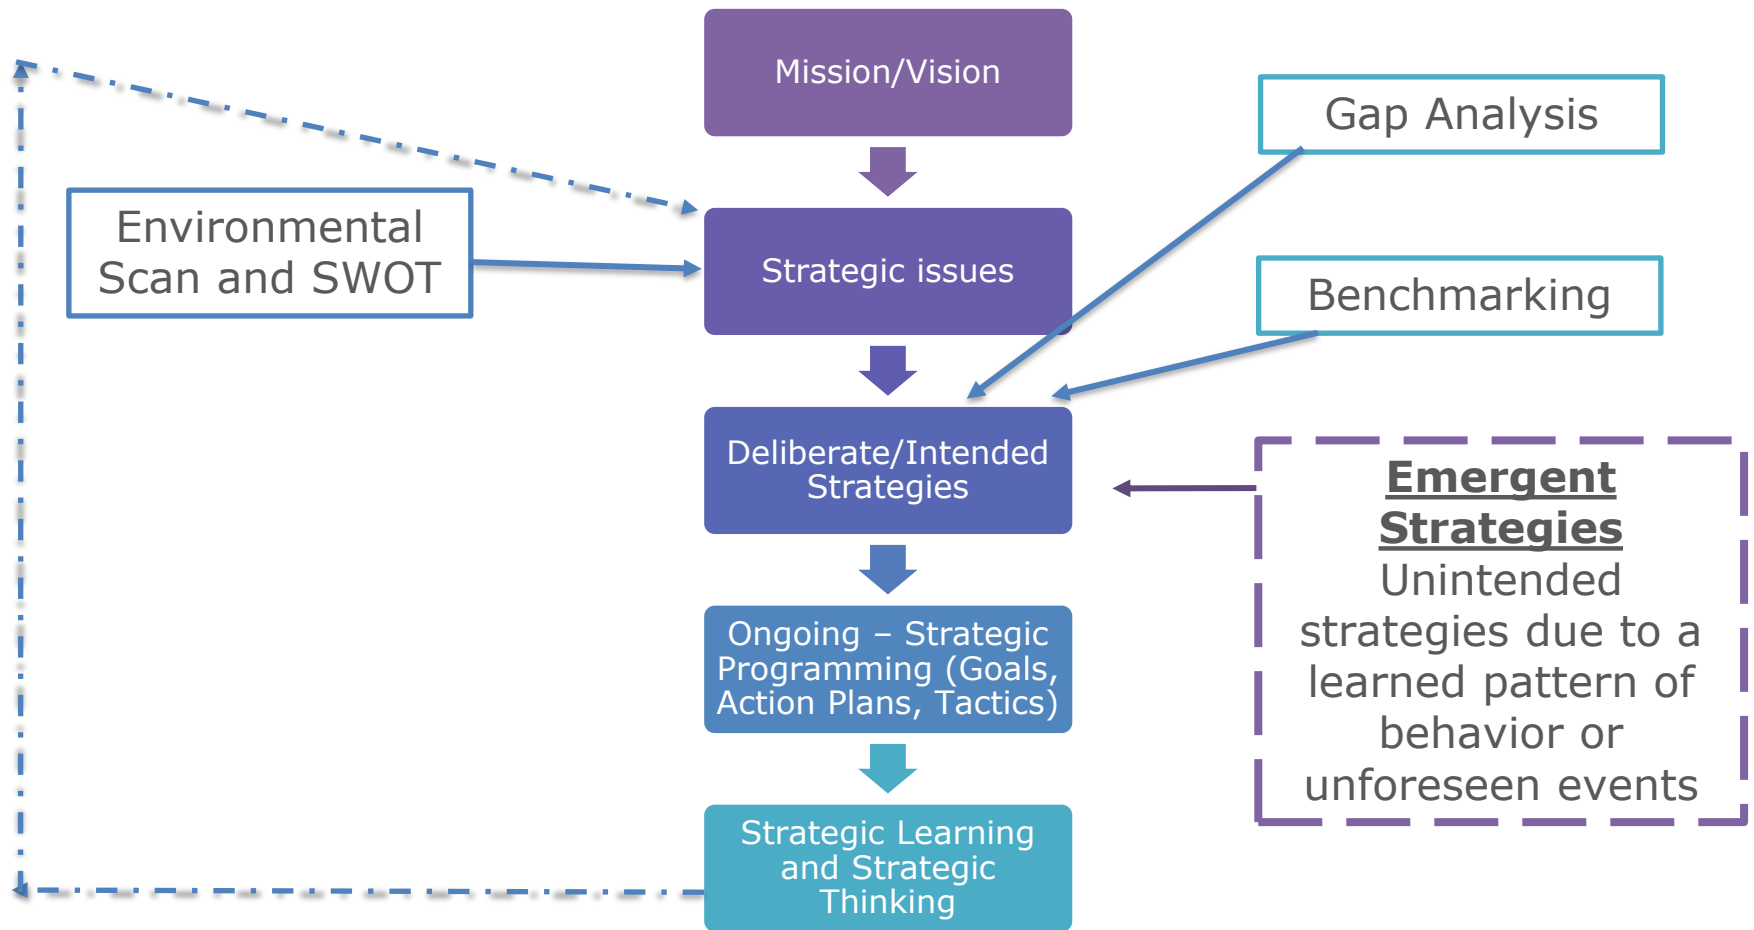 Mission/Vision
Gap Analysis
Environmental
Scan and SWOT
Strategic issues
Benchmarking
Deliberate/Intended
Strategies
Emergent
Strategies
Unintended
strategies due to a
learned pattern of
behavior or
unforeseen events
Ongoing – Strategic
Programming (Goals,
Action Plans, Tactics)
Strategic Learning
and Strategic
Thinking